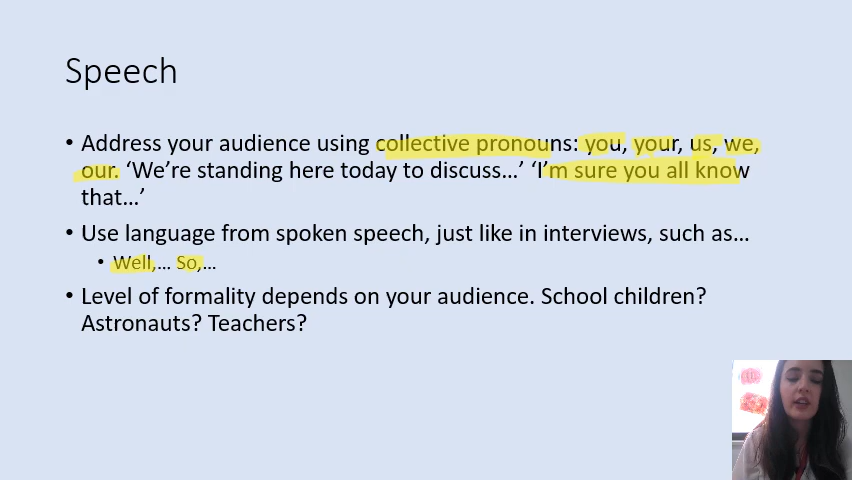 Speech
• Address your audience using collective pronouns: you, your, us, we,
our. ‘We’re standing here today to discuss…’ ‘I’m sure you all know
that…’
• Use language from spoken speech, just like in interviews, such as…
• Well,… So,…
• Level of formality depends on your audience. School children?
Astronauts? Teachers?